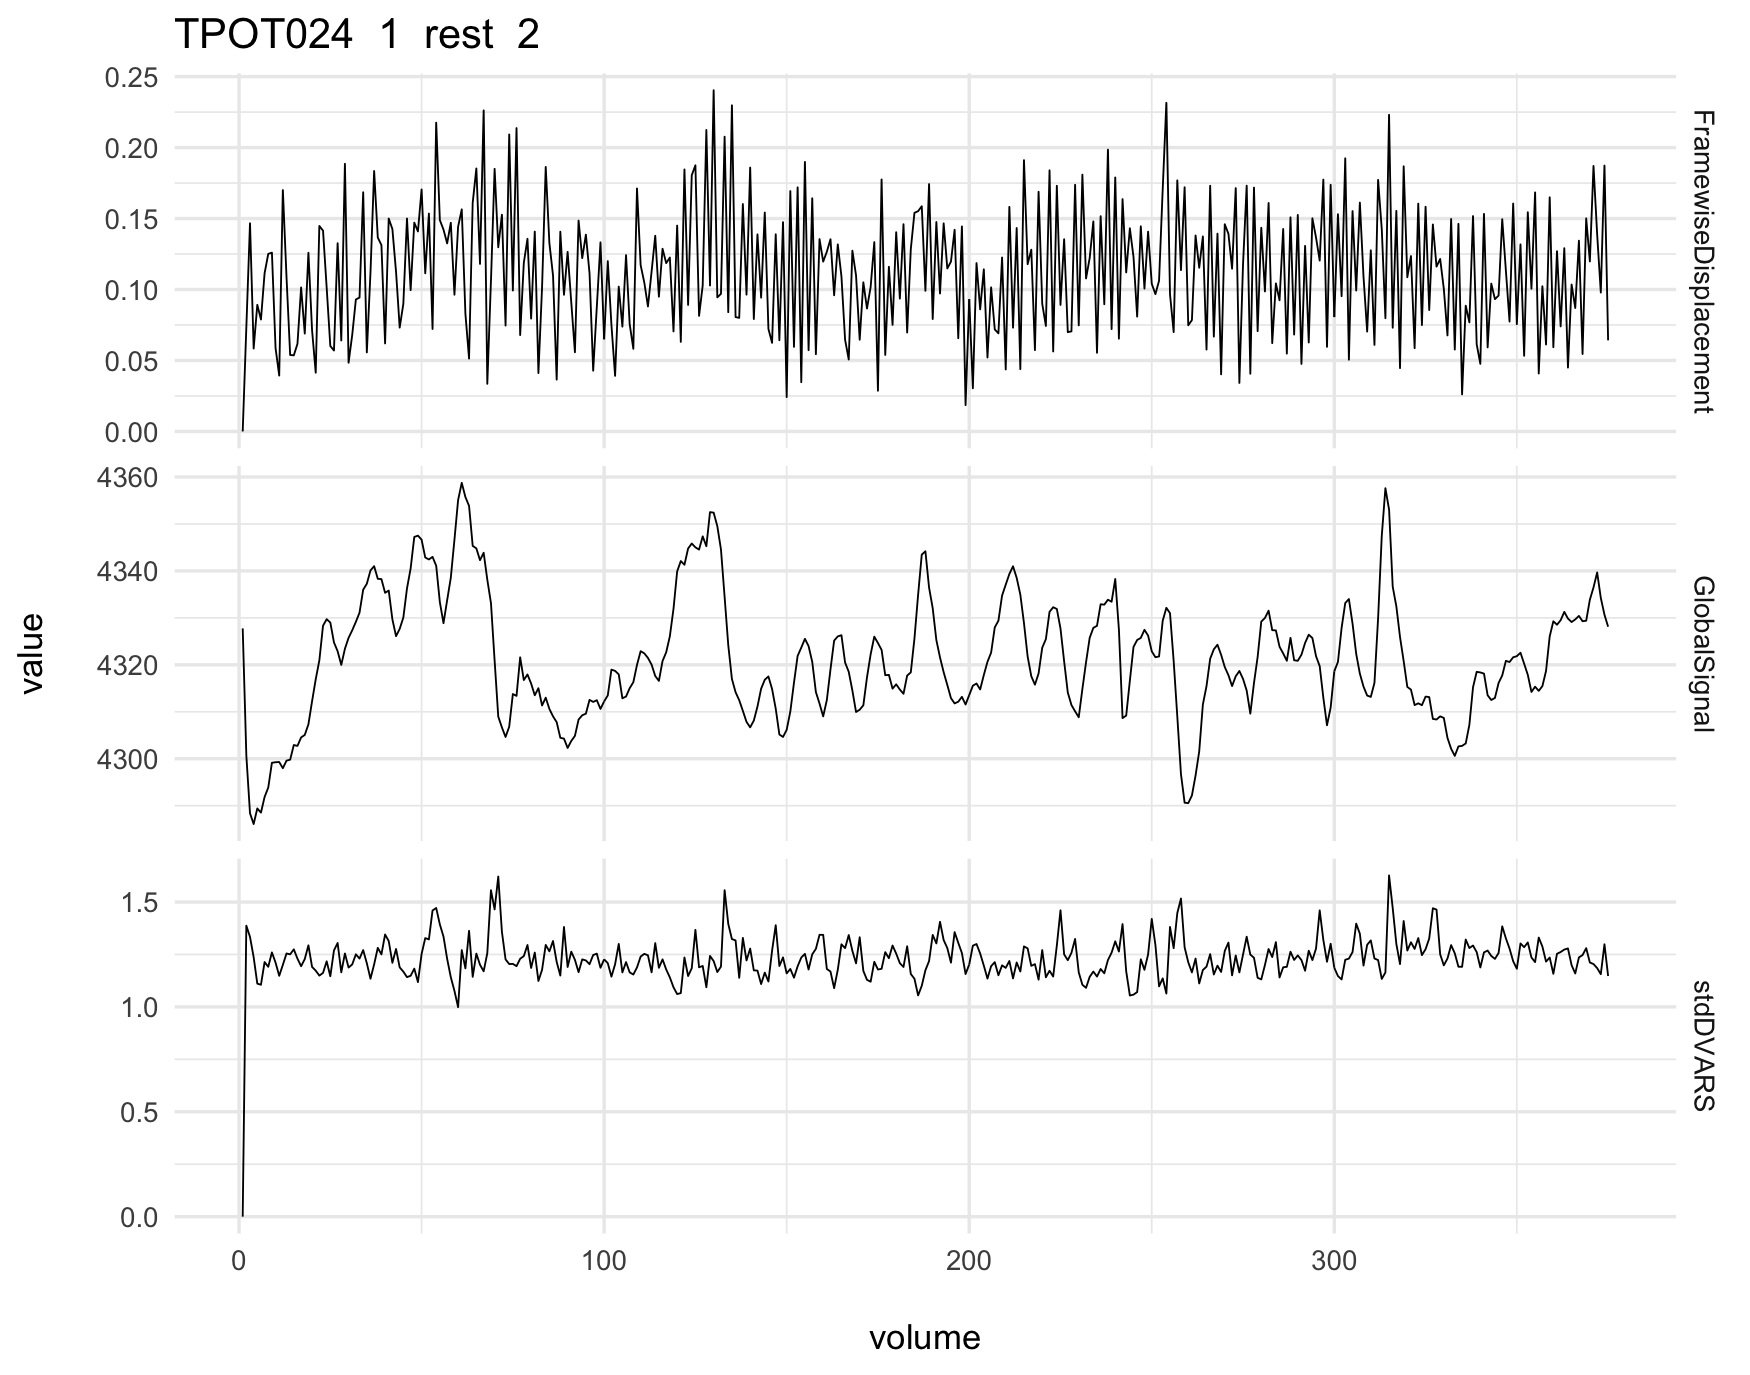 TPOT024 1 rest 2
0.25
0.20
0.15
0.10
0.05
0.00
FramewiseDisplacement
4360
4340
4320
4300
GlobalSignal
value
1.5
1.0
0.5
0.0
stdDVARS
0 100 200 300
volume